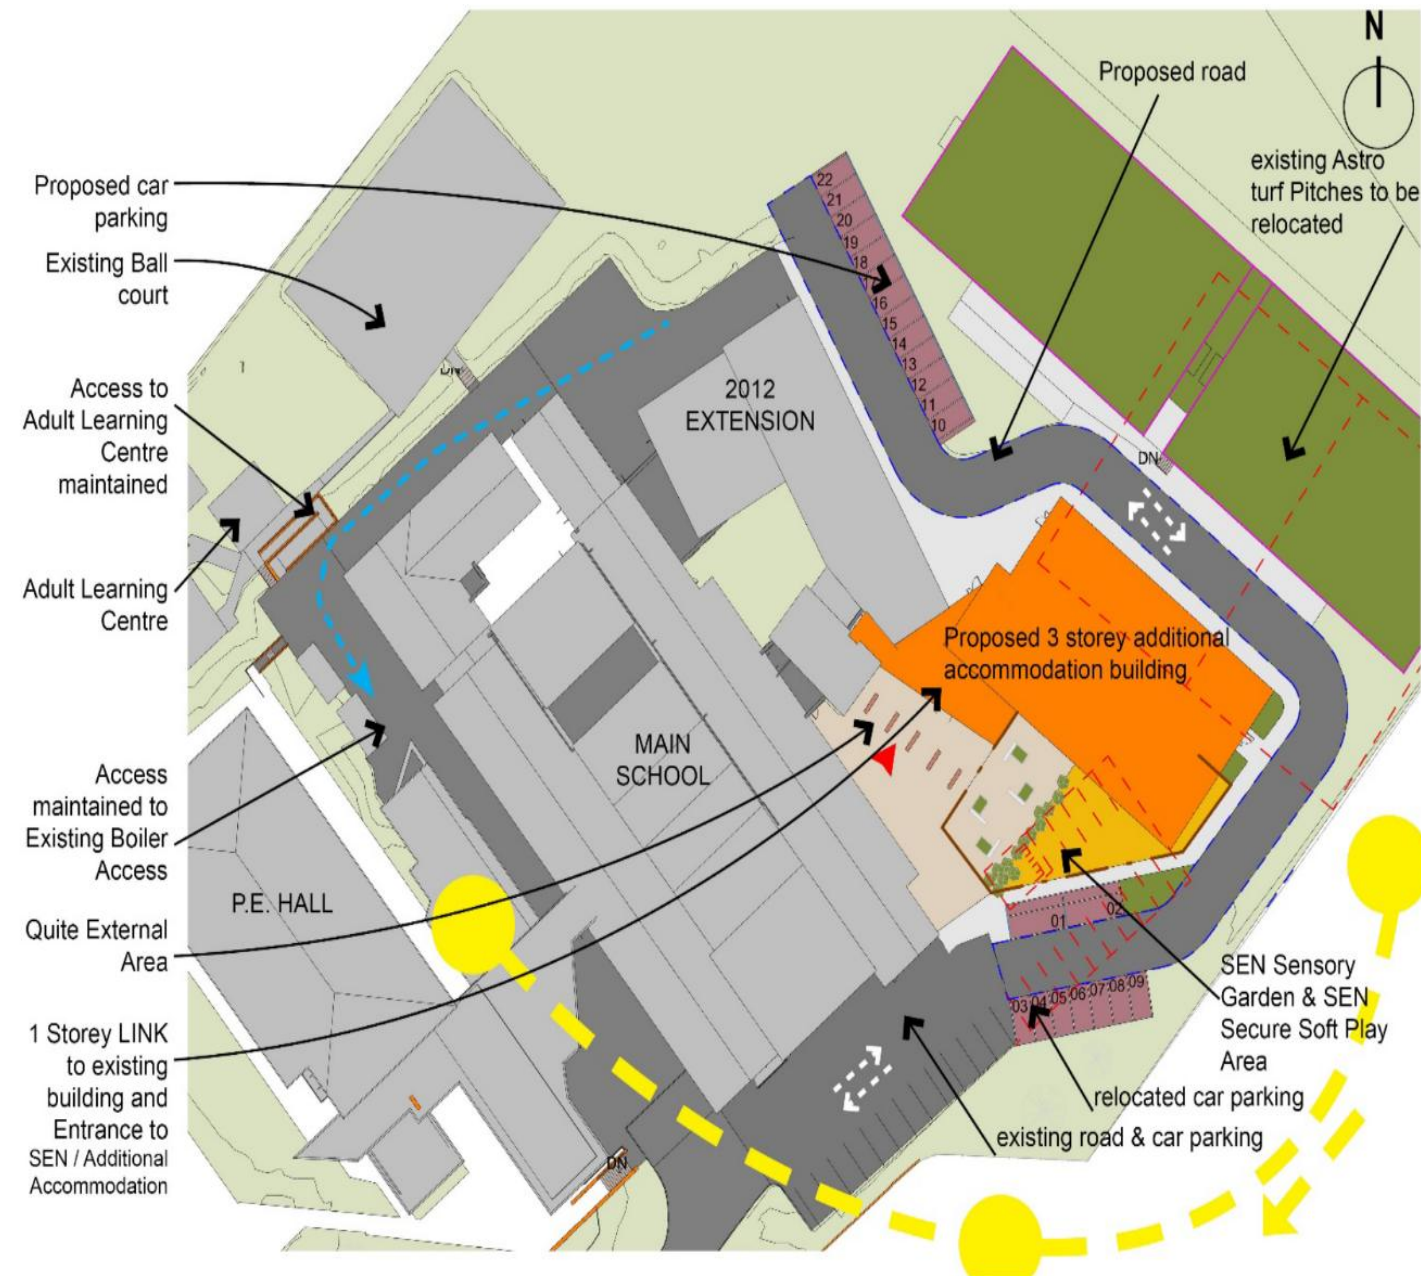 N
Proposed road
existing Astro
turf Pitches to be
relocated
Proposed car
parking
Existing Ball
court
Access to
Adult Learning
Centre
maintained
Adult Learning
Centre
Access
maintained to
Existing Boiler
Access
Quite External
Area
1 Storey LINK
to existing
building and
Entrance to
SEN / Additional
Accommodation
22
21
20
19
18
16
15
14
13
12
11
10
DN
DN
2012
EXTENSION
Proposed 3 storey additional
accommodation building
MAIN
SCHOOL
P.E. HALL
01
02
03 04 05 06 07 08 09
SEN Sensory
Garden & SEN
Secure Soft Play
Area
relocated car parking
existing road & car parking
DN